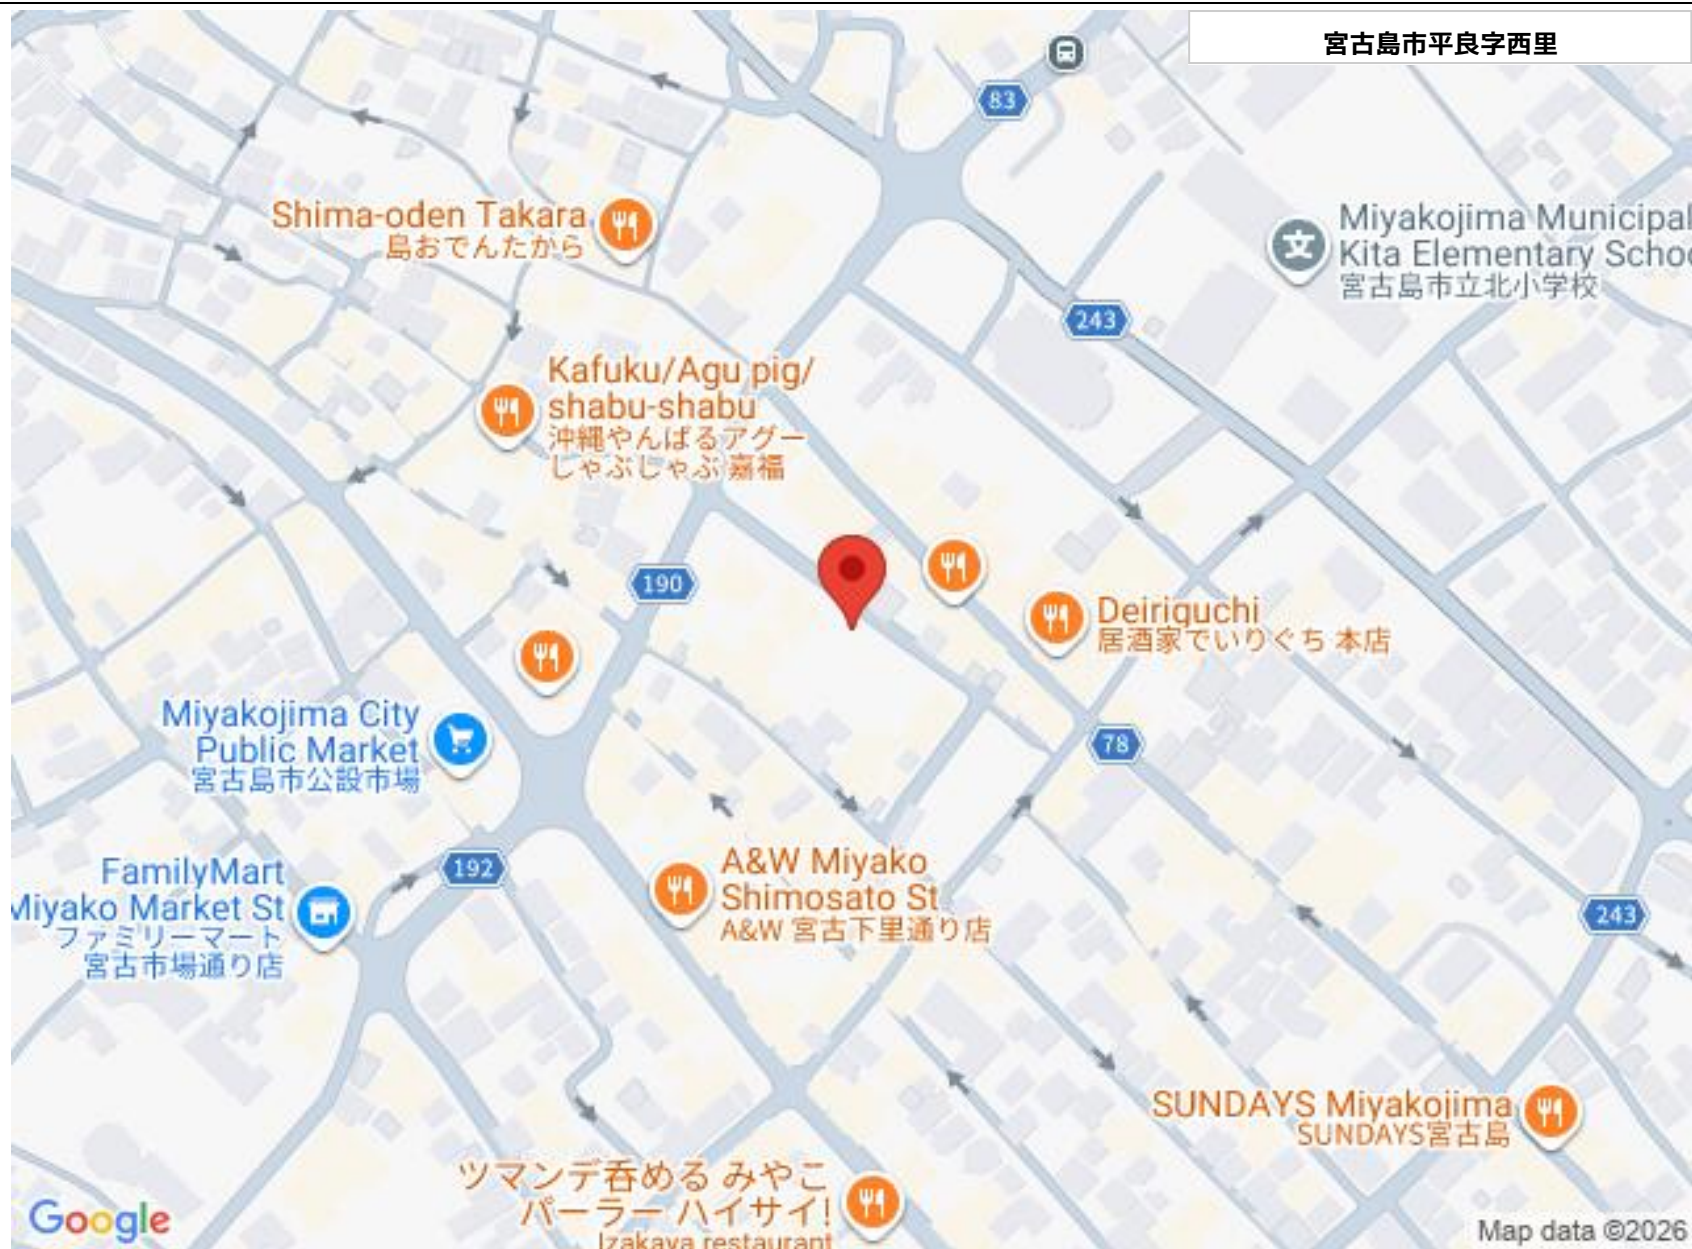 宮古島市平良字西里
83
Shima-oden Takara
島おでんたから
Miyakojima Municipal
Kita Elementary Schoo
宮古島市立北小学校
243
Kafuku/Agu pig/
shabu-shabu
沖縄やんばるアグー
しゃぶしゃぶ 嘉福
190
Deiriguchi
居酒家でいりぐち 本店
Miyakojima City
Public Market
宮古島市公設市場
78
A&W Miyako
Shimosato St
A&W 宮古下里通り店
192
FamilyMart
Miyako Market St
ファミリーマート
宮古市場通り店
243
SUNDAYS Miyakojima
SUNDAYS宮古島
ツマンデ呑める みやこ
パーラー ハイサイ!
Izakaya restaurant
Google
Map data ©2026